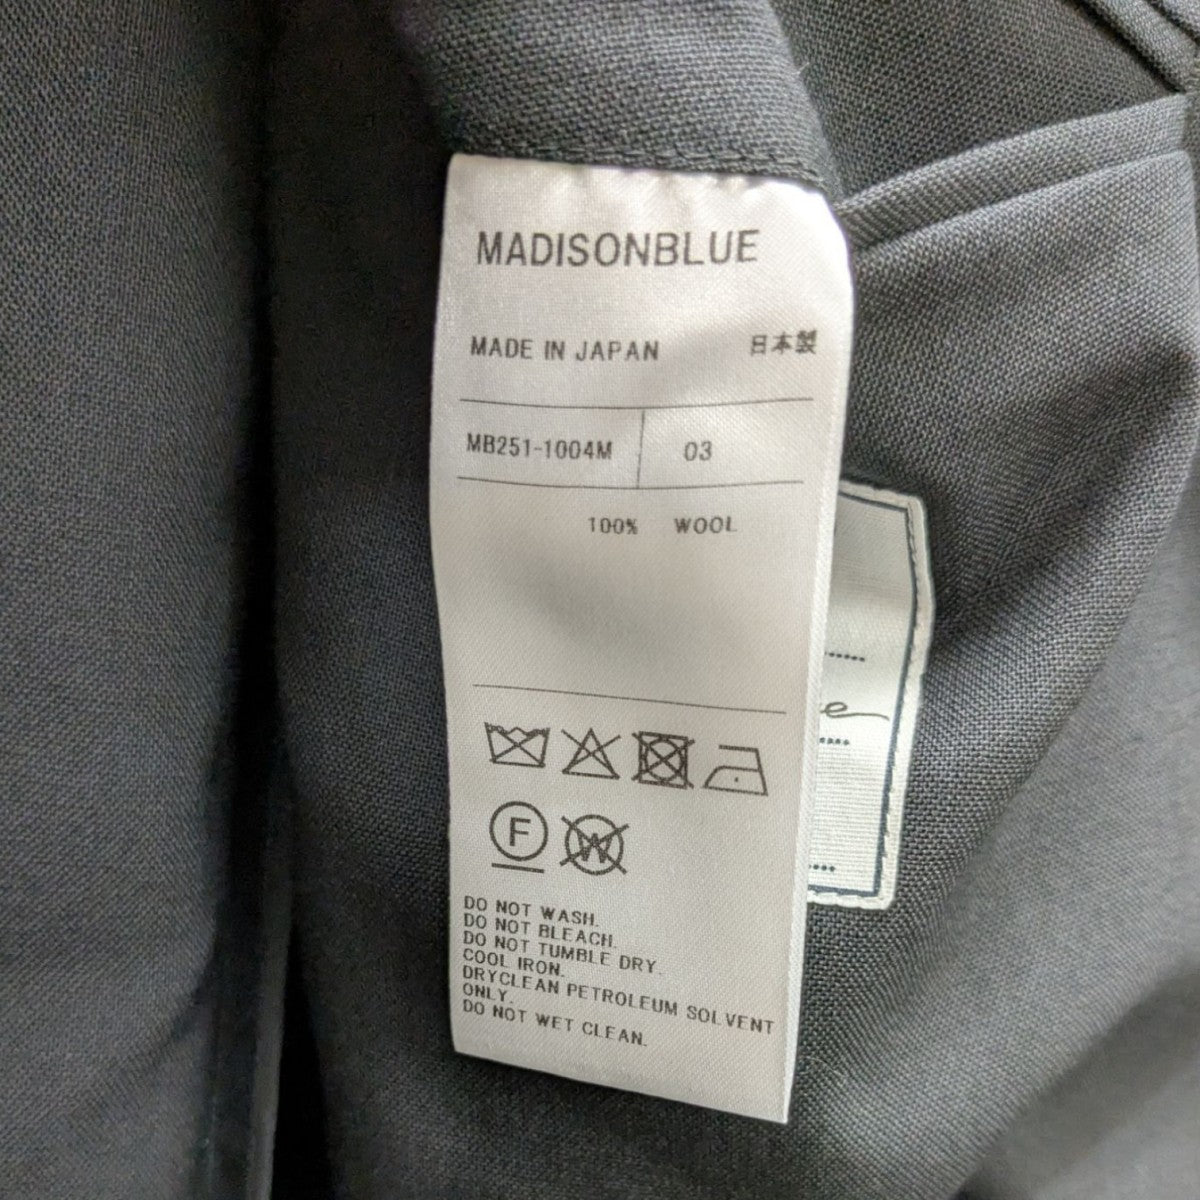 MADISONBLUE
MADE IN JAPAN 日本製
MB251-1004M 03
100% WOOL
F W
DO NOT WASH.
DO NOT BLEACH.
DO NOT TUMBLE DRY.
COOL IRON.
DRYCLEAN PETROLEUM SOLVENT
ONLY.
DO NOT WET CLEAN.